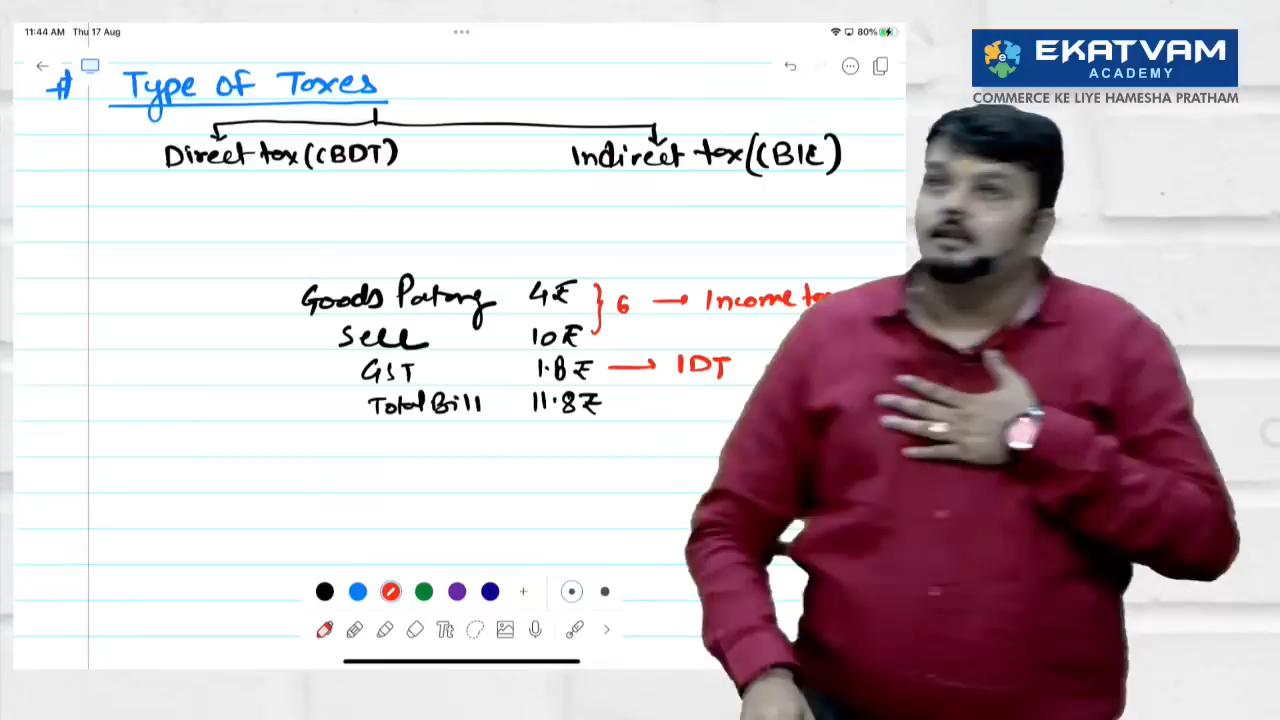 11:44 AM Thu 17 Aug
80%
EKATVAM
ACADEMY
COMMERCE KE LIYE HAMESHA PRATHAM
# Type of Taxes
Direct tax (CBDT) Indirect tax (CBIC)
Goods Patang 4₹ } 6 → Income
Sell 10₹
GST 1.8₹ → IDT
Total Bill 11.8₹
Tt